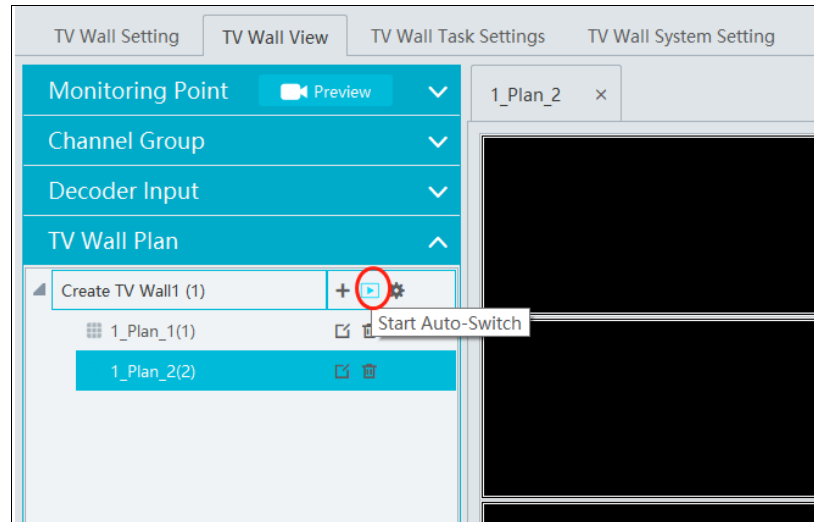 TV Wall Setting TV Wall View TV Wall Task Settings TV Wall System Setting
Monitoring Point Preview
1_Plan_2 ×
Channel Group
Decoder Input
TV Wall Plan
Create TV Wall1 (1)
Start Auto-Switch
1_Plan_1(1)
1_Plan_2(2)